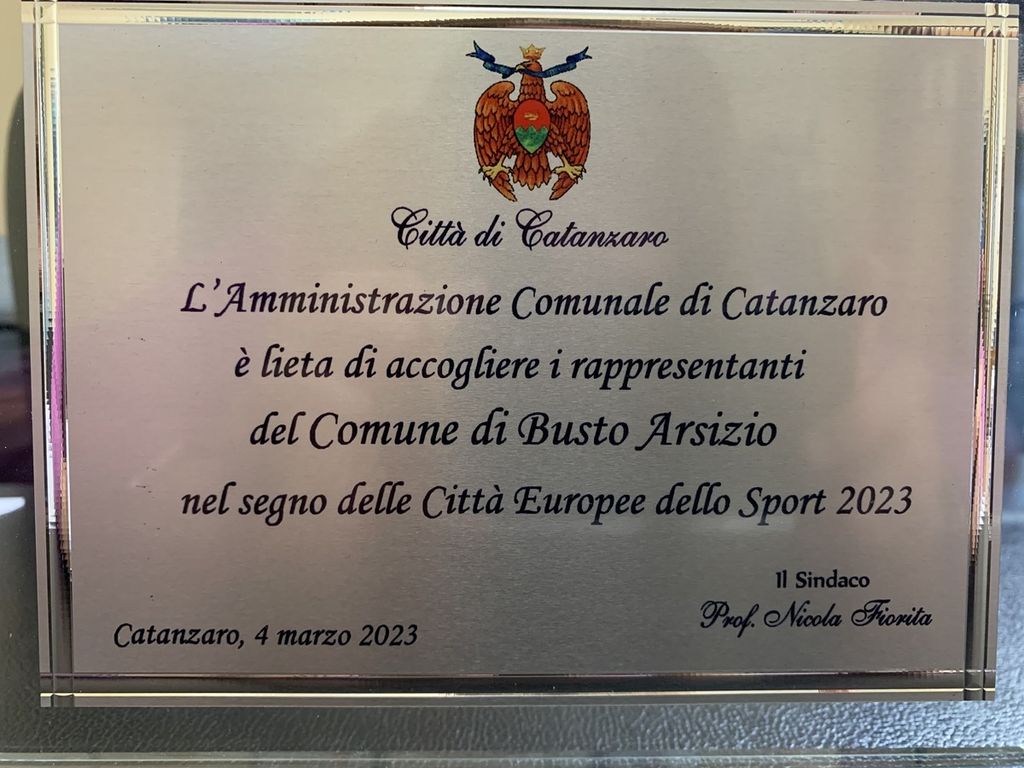 Città di Catanzaro
L'Amministrazione Comunale di Catanzaro
è lieta di accogliere i rappresentanti
del Comune di Busto Arsizio
nel segno delle Città Europee dello Sport 2023
Il Sindaco
Prof. Nicola Fiorita
Catanzaro, 4 marzo 2023